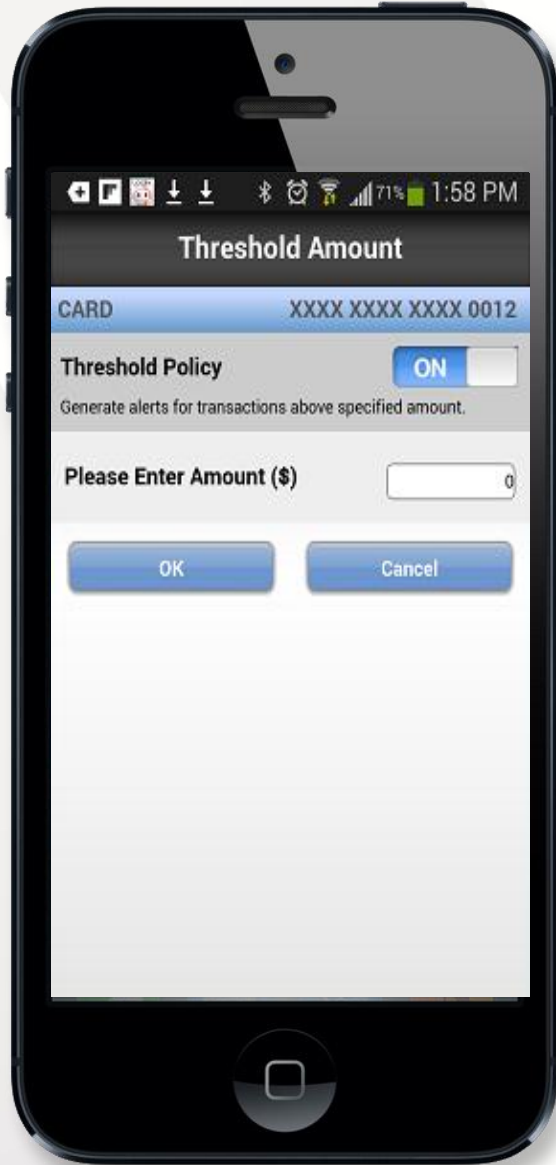 71% 1:58 PM
Threshold Amount
CARD XXXX XXXX XXXX 0012
Threshold Policy ON
Generate alerts for transactions above specified amount.
Please Enter Amount ($) 0
OK Cancel